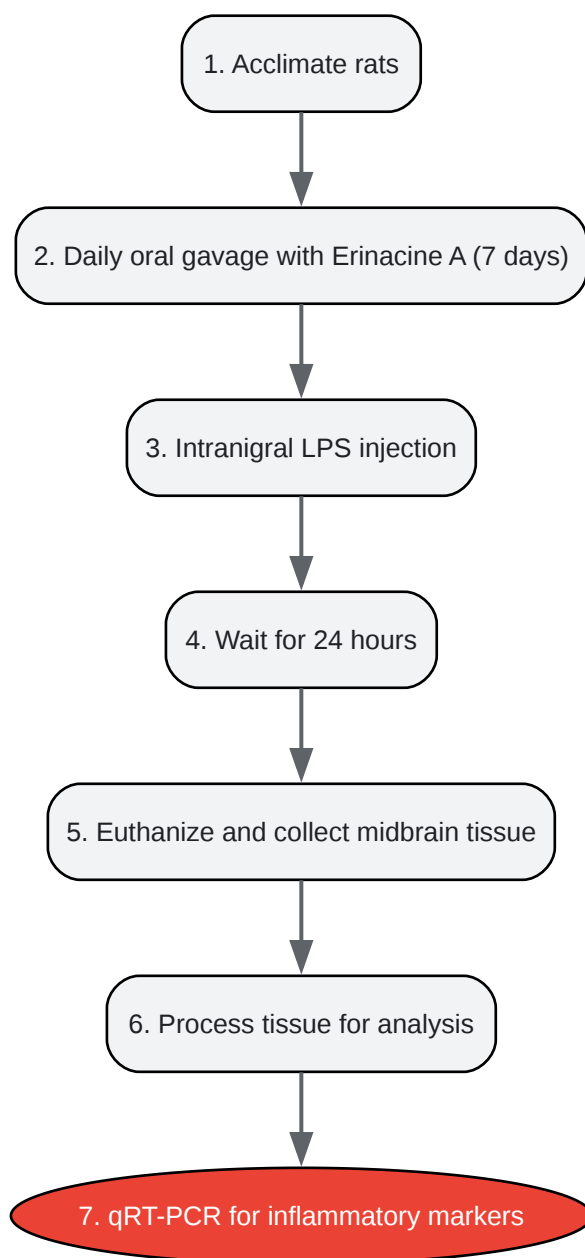 1. Acclimate rats
2. Daily oral gavage with Erinacine A (7 days)
3. Intranigral LPS injection
4. Wait for 24 hours
5. Euthanize and collect midbrain tissue
6. Process tissue for analysis
7. qRT-PCR for inflammatory markers